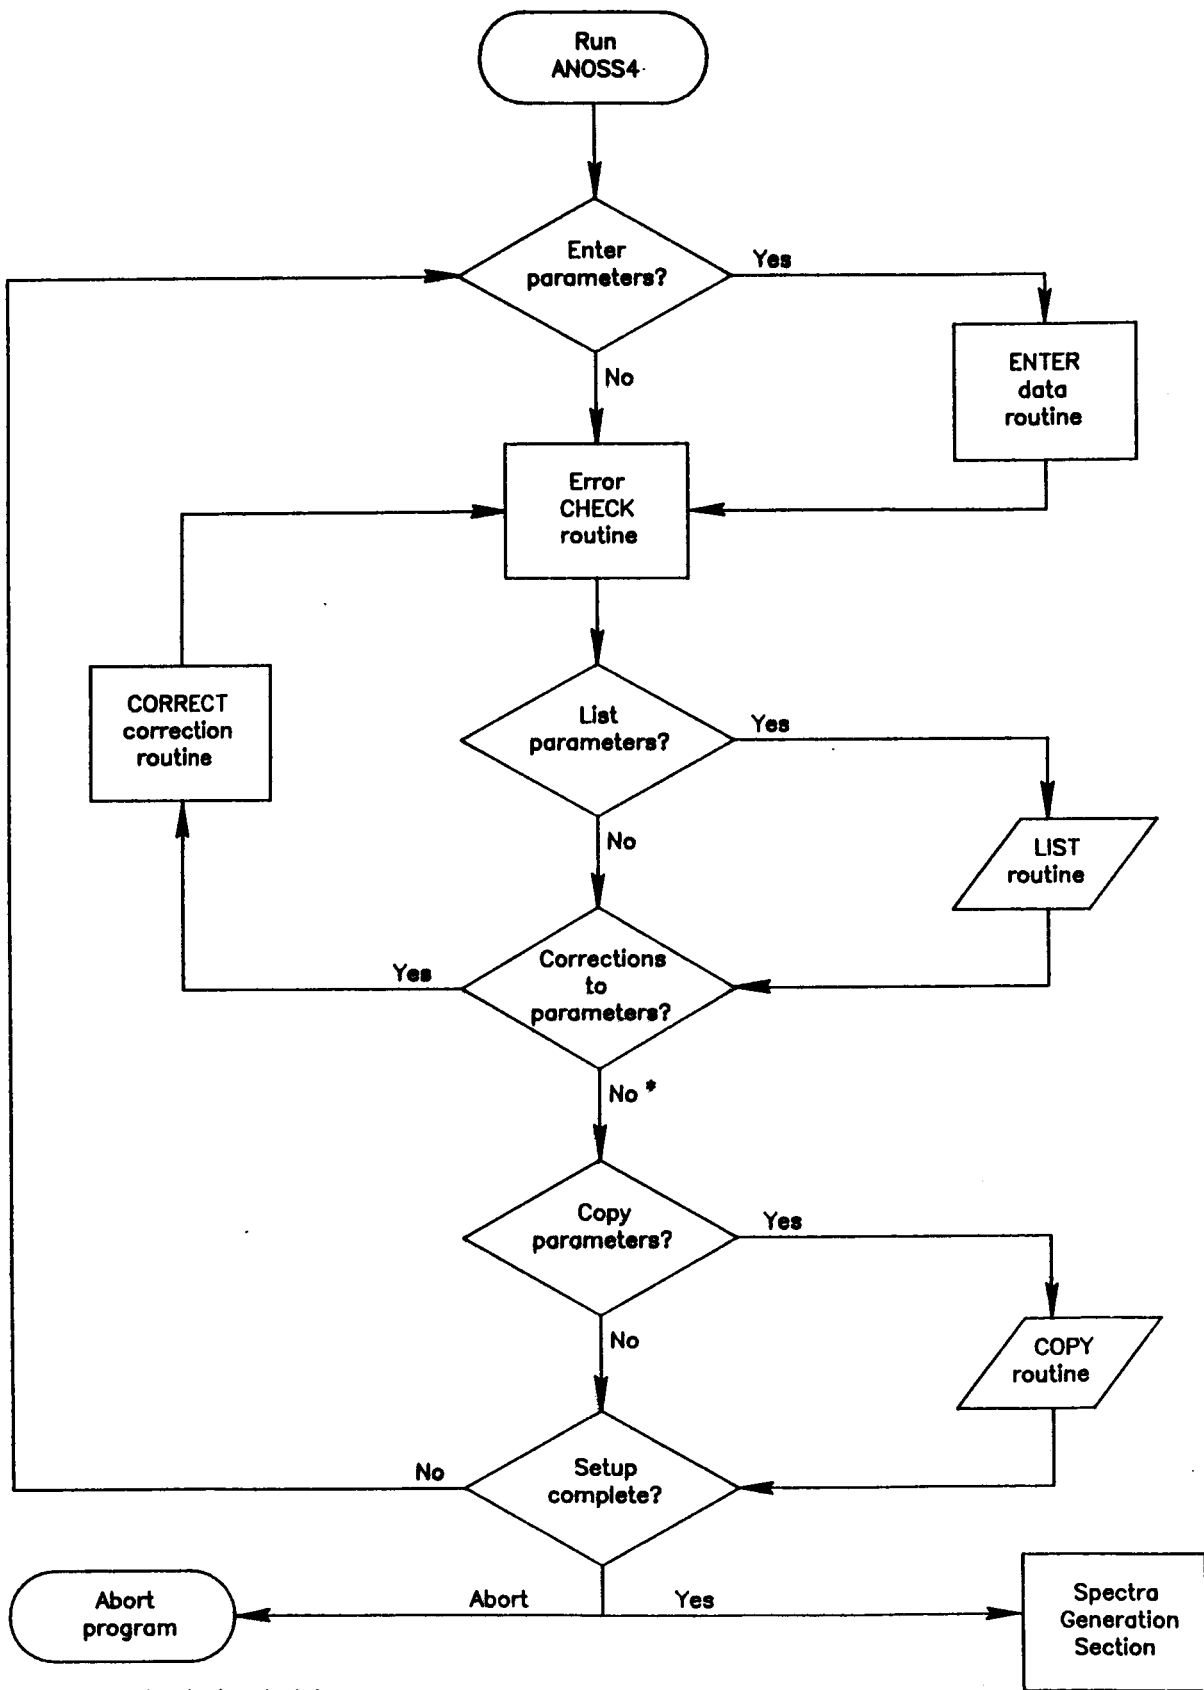 Run
ANOSS4
Enter
parameters?
Yes
No
ENTER
data
routine
Error
CHECK
routine
CORRECT
correction
routine
List
parameters?
Yes
No
LIST
routine
Corrections
to
parameters?
Yes
No *
Copy
parameters?
Yes
No
COPY
routine
Setup
complete?
No
Abort
Yes
Abort
program
Spectra
Generation
Section